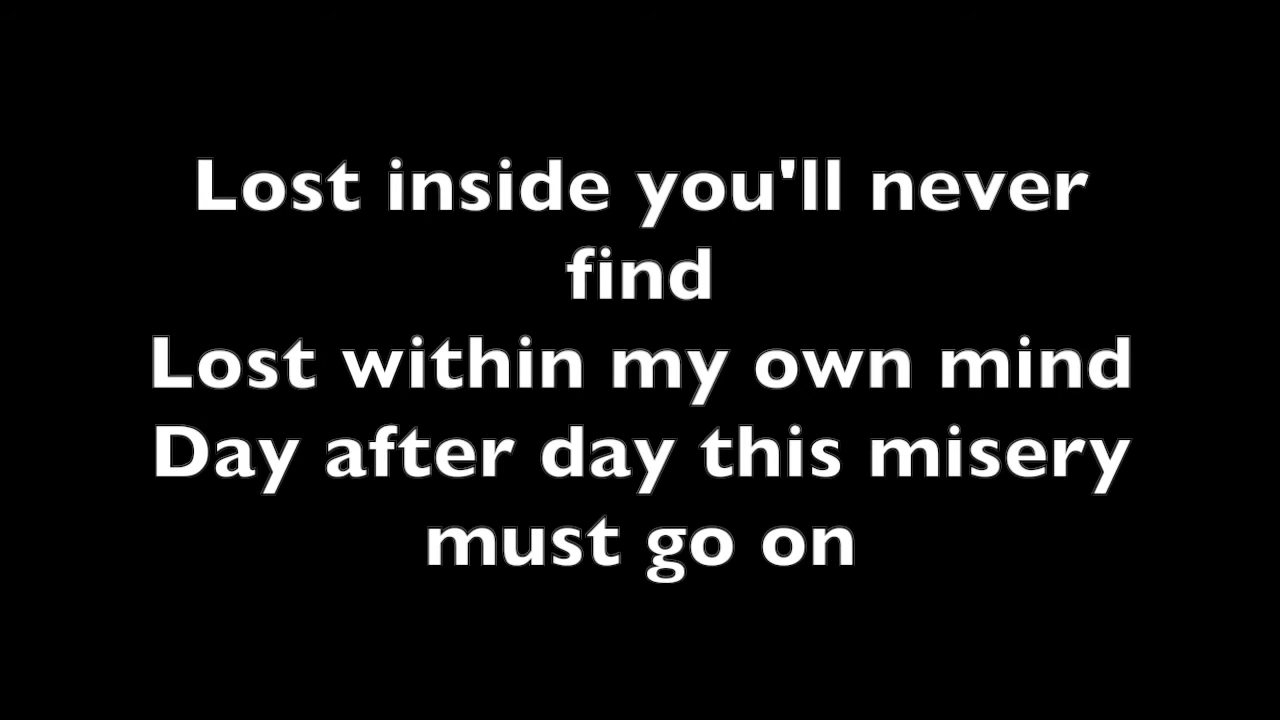 Lost inside you'll never
find
Lost within my own mind
Day after day this misery
must go on